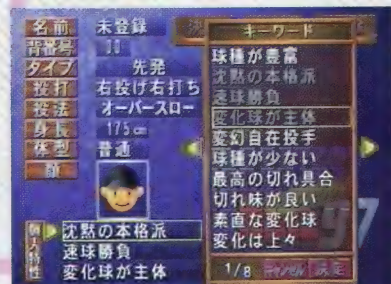 名前 未登録
背番号
タイプ 先発
投打 右投げ右打ち
投法 オーバースロー
身長 175cm
体型 普通
顔
個人特性
沈黙の本格派
速球勝負
変化球が主体
キーワード
球種が豊富
沈黙の本格派
速球勝負
変化球が主体
変幻自在投手
球種が少ない
最高の切れ具合
切れ味が良い
素直な変化球
変化は上々
1/8 キャンセル 決定